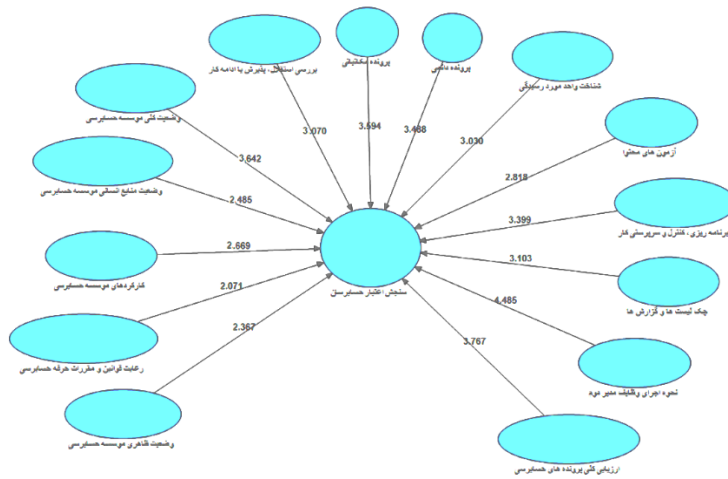 پرونده مکاتباتی
پرونده دائمی
بررسی استقلال، پذیرش یا ادامه کار
شناخت واحد مورد رسیدگی
وضعیت کلی موسسه حسابرسی
3.070
3.594
3.468
3.030
آزمون های محتوا
3.642
2.818
وضعیت منابع انسانی موسسه حسابرسی
2.485
3.399
برنامه ریزی ، کنترل و سرپرستی کار
2.669
3.103
کارکردهای موسسه حسابرسی
سنجش اعتبار حسابرسی
چک لیست ها و گزارش ها
2.071
4.485
2.367
3.767
رعایت قوانین و مقررات حرفه حسابرسی
نحوه اجرای وظایف مدیر
وضعیت ظاهری موسسه حسابرسی
ارزیابی کلی پرونده های حسابرسی